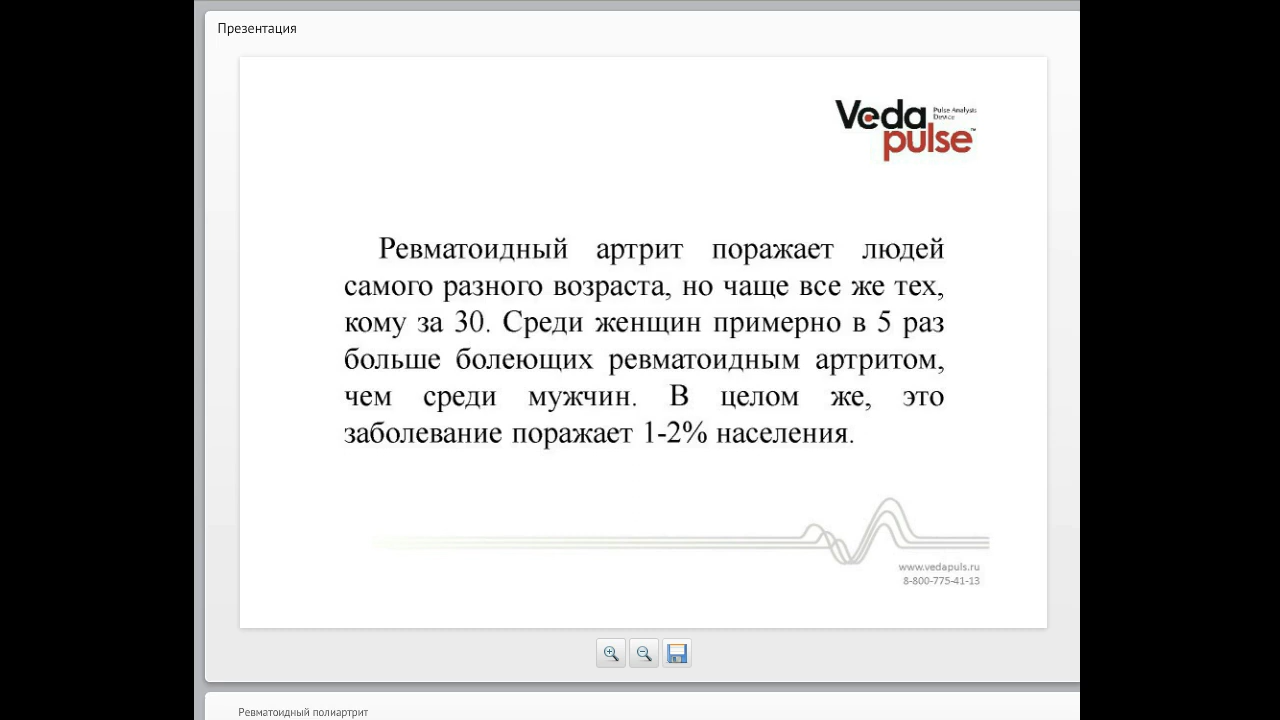 Презентация
Veda
Pulse Analysis
Device
pulse™
Ревматоидный артрит поражает людей
самого разного возраста, но чаще все же тех,
кому за 30. Среди женщин примерно в 5 раз
больше болеющих ревматоидным артритом,
чем среди мужчин. В целом же, это
заболевание поражает 1-2% населения.
www.vedapuls.ru
8-800-775-41-13
Ревматоидный полиартрит